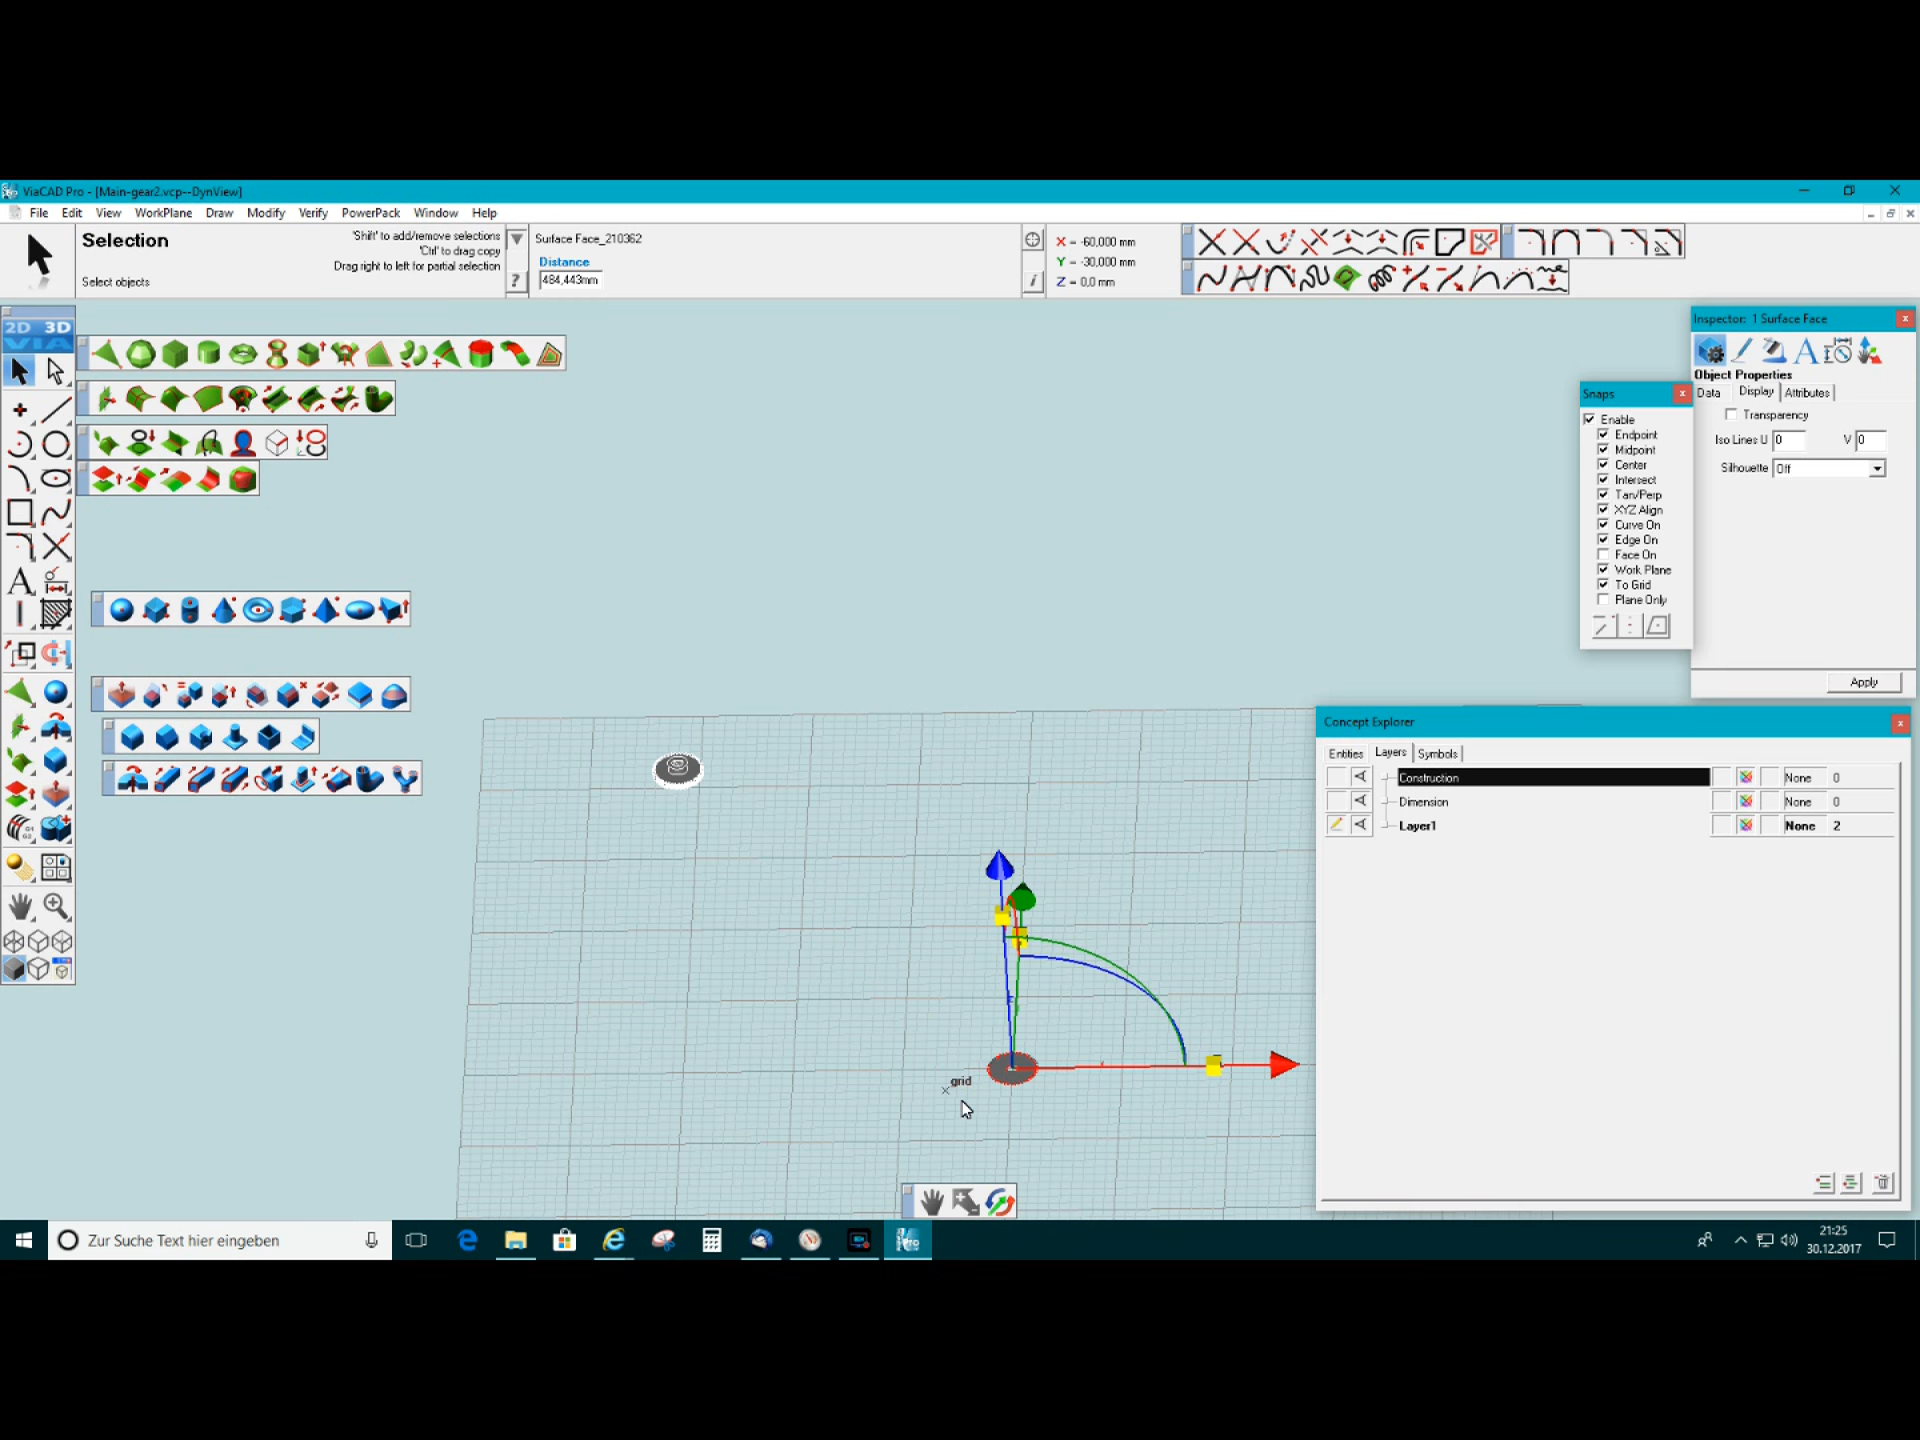 ViaCAD Pro - [Main-gear2.vcp--DynView]
File Edit View WorkPlane Draw Modify Verify PowerPack Window Help
Selection
'Shift' to add/remove selections
'Ctrl' to drag copy
Drag right to left for partial selection
Select objects
?
Surface Face_210362
Distance
484,443mm
i
X = -60,000 mm
Y = -30,000 mm
Z = 0,0 mm
2D 3D
VIA
Inspector: 1 Surface Face
Object Properties
Data Display Attributes
Transparency
Iso Lines U 0 V 0
Silhouette Off
Apply
Snaps
Enable
Endpoint
Midpoint
Center
Intersect
Tan/Perp
XYZ Align
Curve On
Edge On
Face On
Work Plane
To Grid
Plane Only
Concept Explorer
Entities Layers Symbols
Construction None 0
Dimension None 0
Layer1 None 2
grid
Zur Suche Text hier eingeben
21:25
30.12.2017